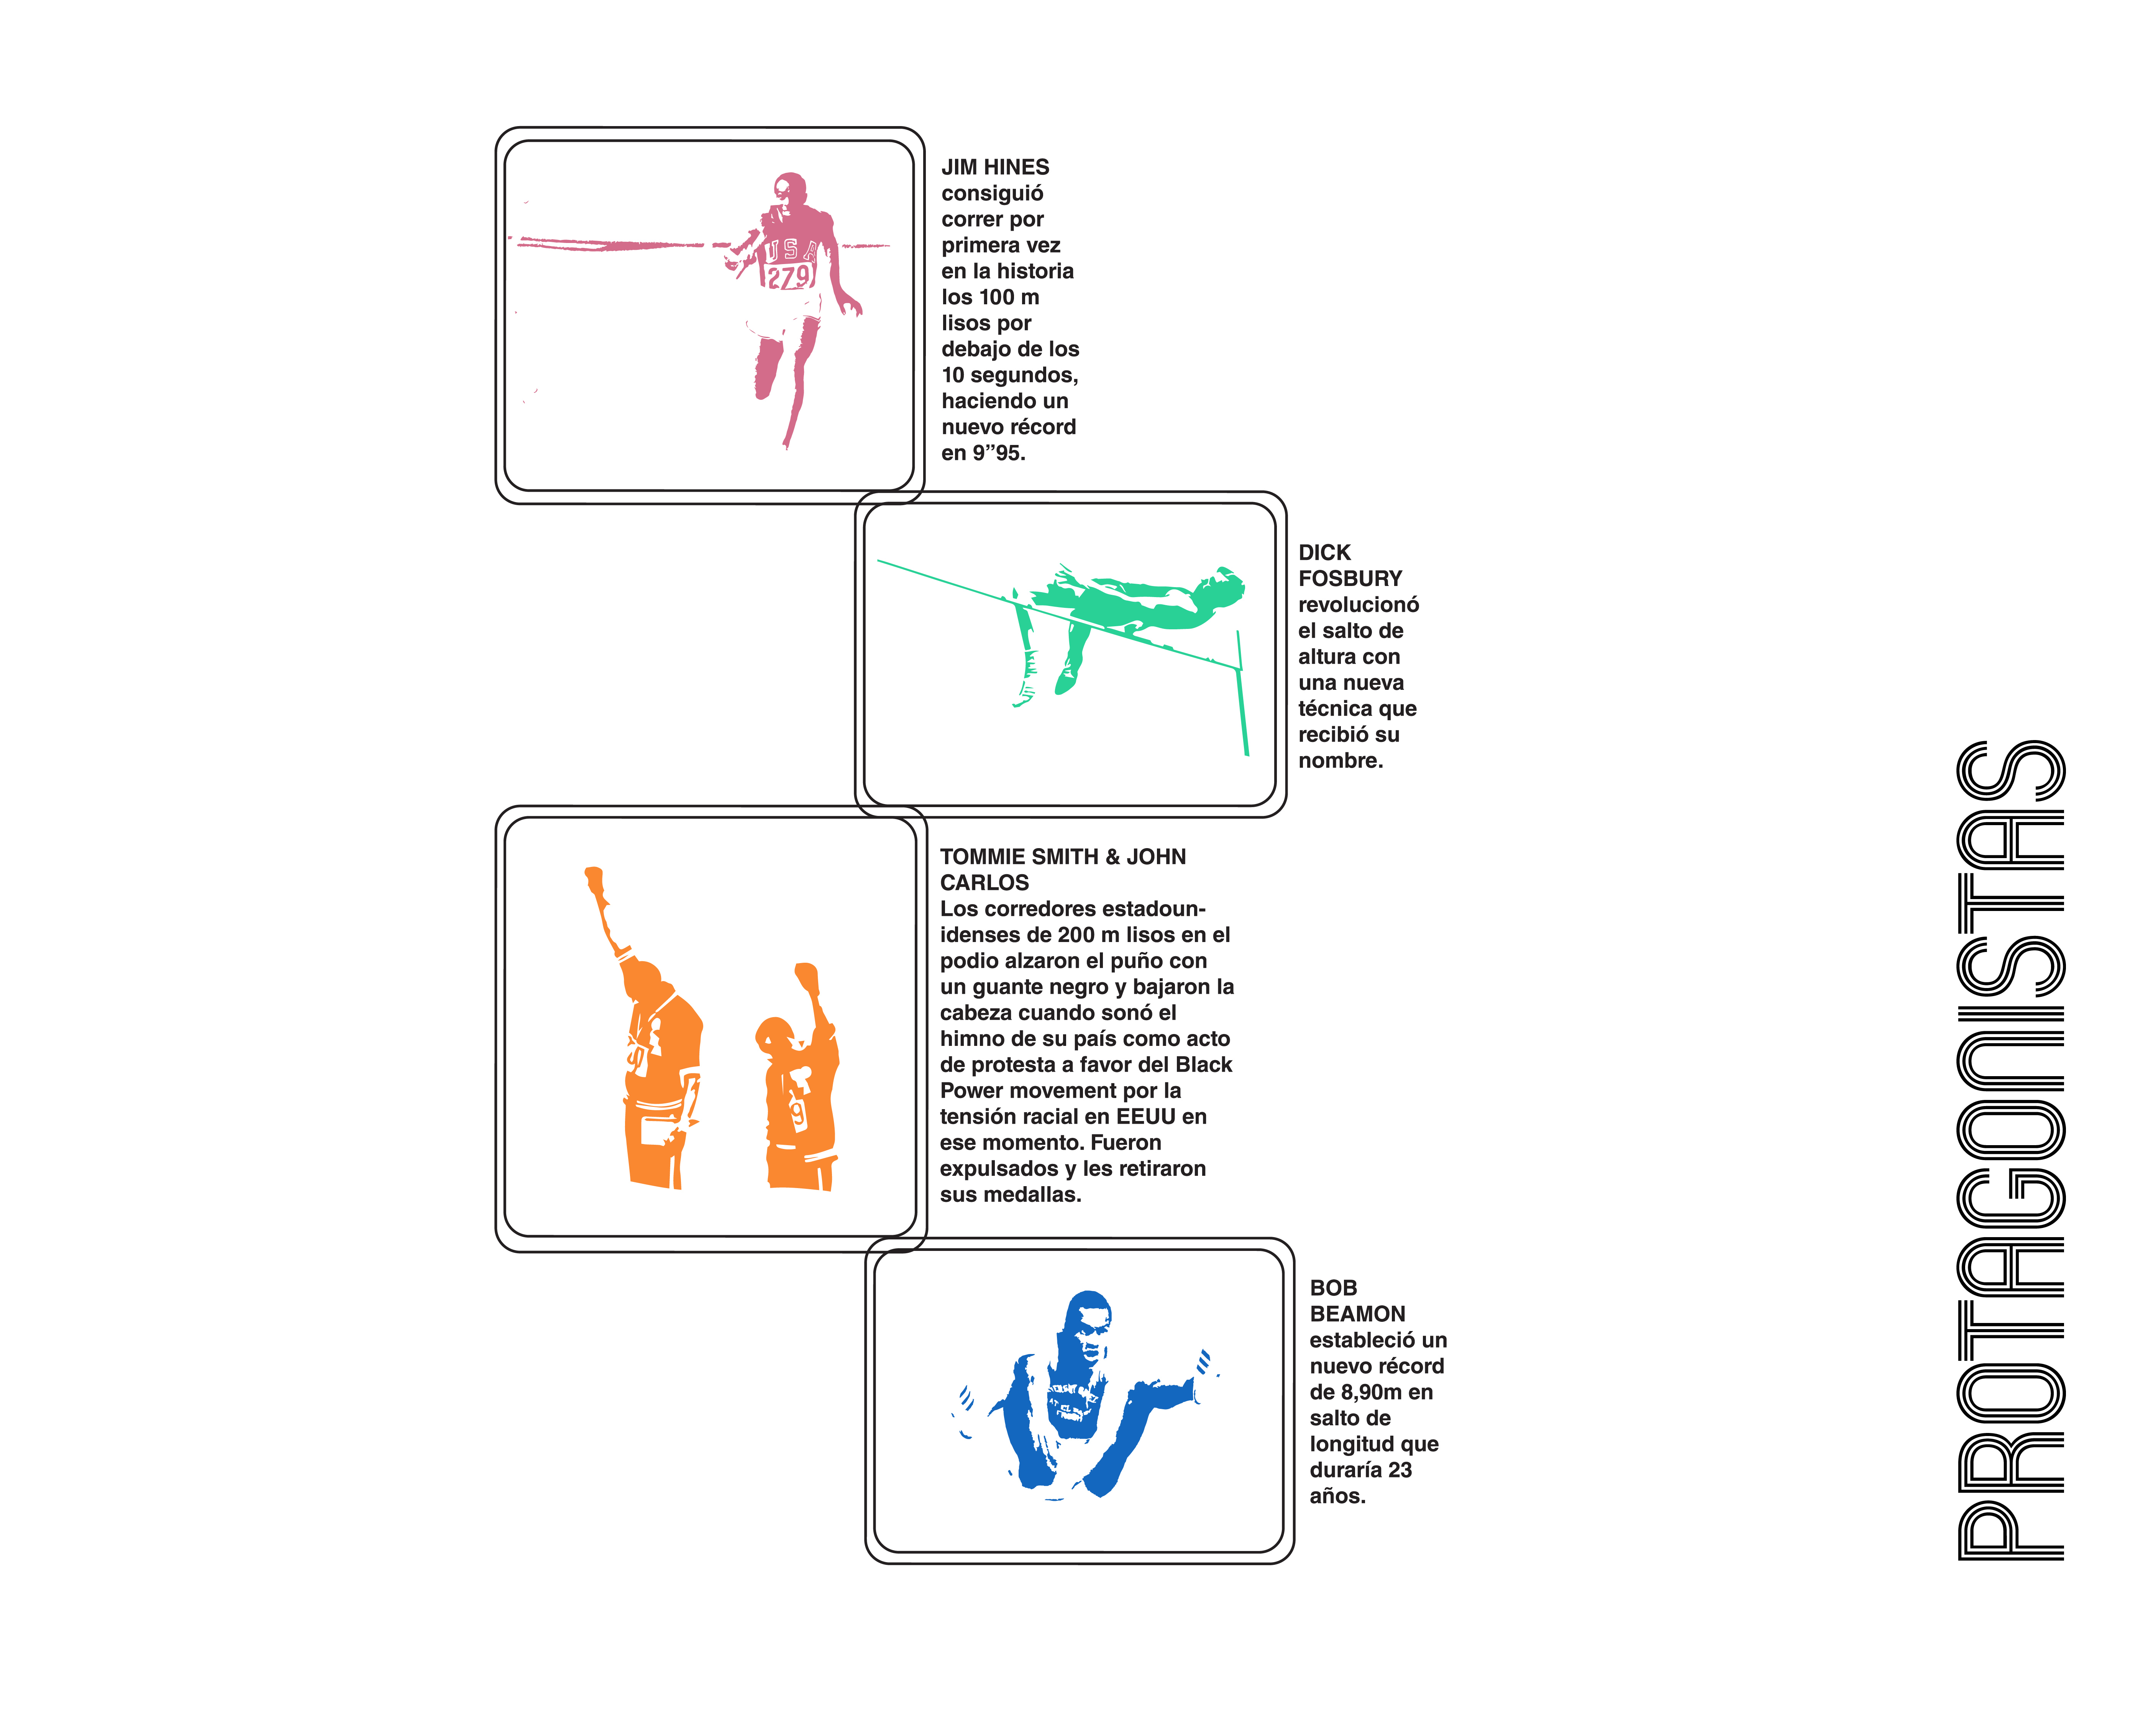 JIM HINES
consiguió
correr por
primera vez
en la historia
los 100 m
lisos por
debajo de los
10 segundos,
haciendo un
nuevo récord
en 9”95.
USA
279
DICK
FOSBURY
revolucionó
el salto de
altura con
una nueva
técnica que
recibió su
nombre.
TOMMIE SMITH & JOHN
CARLOS
Los corredores estadoun-
idenses de 200 m lisos en el
podio alzaron el puño con
un guante negro y bajaron la
cabeza cuando sonó el
himno de su país como acto
de protesta a favor del Black
Power movement por la
tensión racial en EEUU en
ese momento. Fueron
expulsados y les retiraron
sus medallas.
BOB
BEAMON
estableció un
nuevo récord
de 8,90m en
salto de
longitud que
duraría 23
años.
PROTAGONISTAS